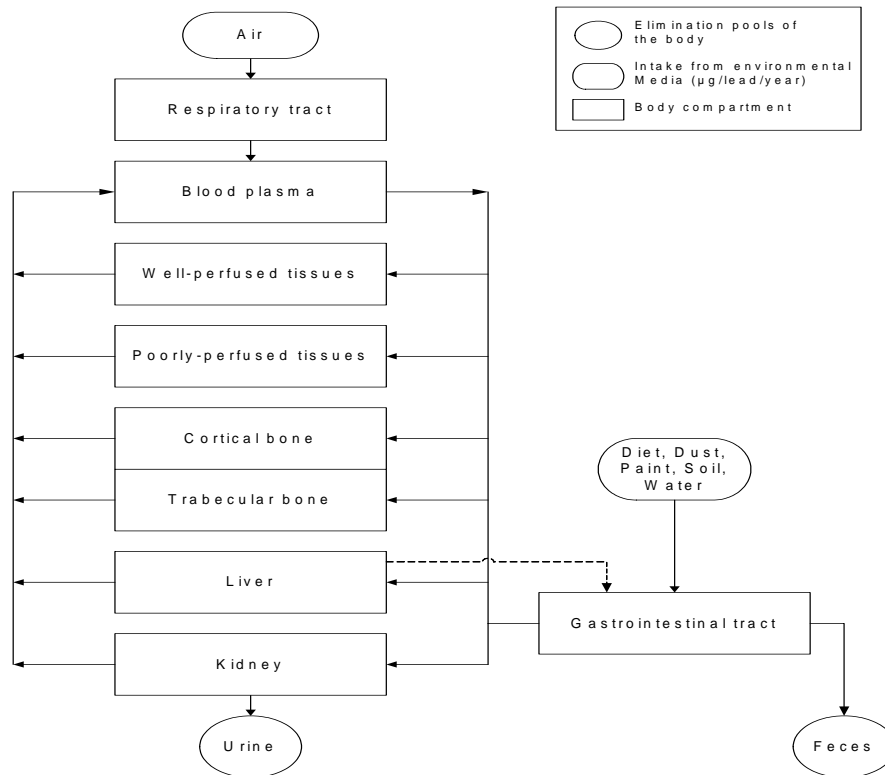 Air
Elimination pools of
the body
Intake from environmental
Media (µg/lead/year)
Body compartment
Respiratory tract
Blood plasma
Well-perfused tissues
Poorly-perfused tissues
Cortical bone
Trabecular bone
Diet, Dust,
Paint, Soil,
Water
Liver
Gastrointestinal tract
Kidney
Urine
Feces